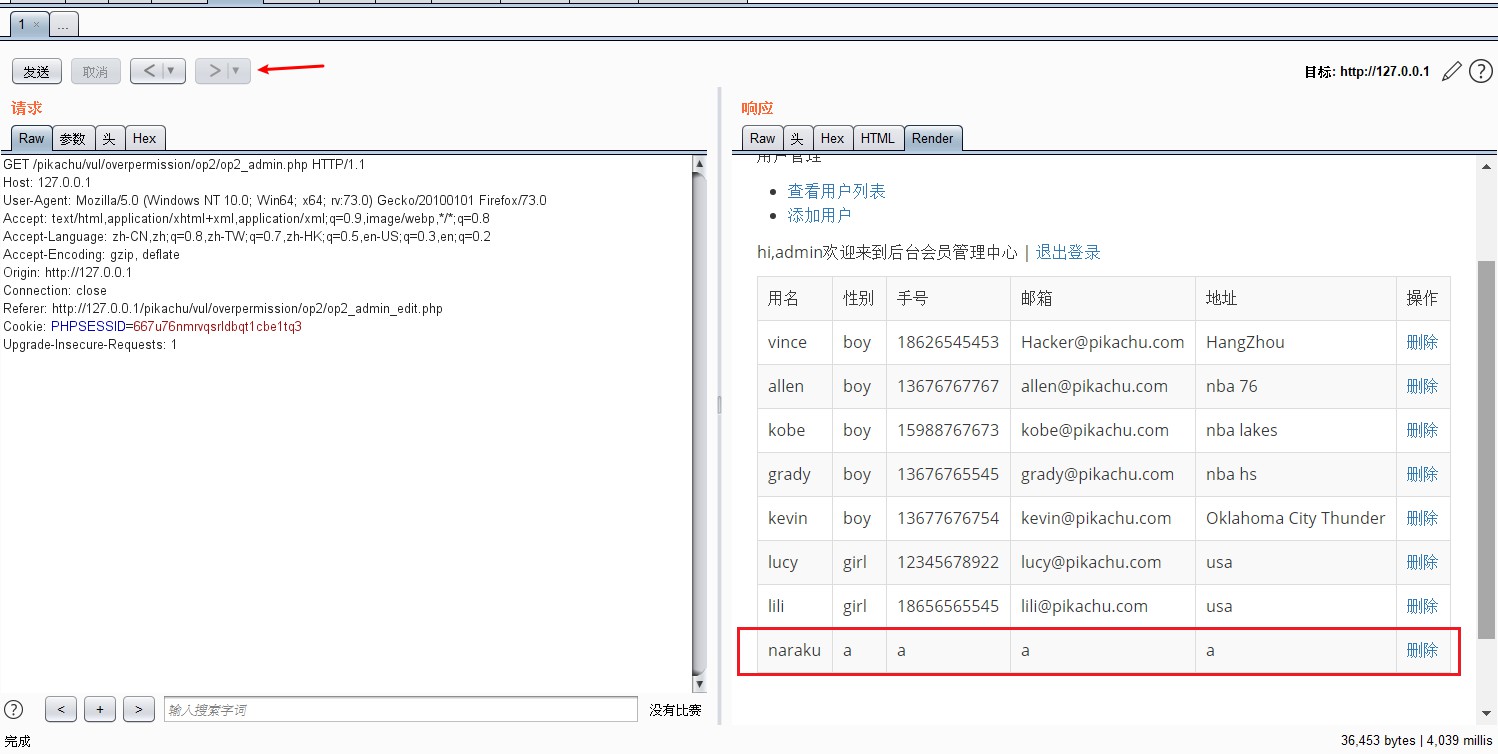 1 ×
...
发送 取消 < >
目标: http://127.0.0.1
请求
Raw 参数 头 Hex
GET /pikachu/vul/overpermission/op2/op2_admin.php HTTP/1.1
Host: 127.0.0.1
User-Agent: Mozilla/5.0 (Windows NT 10.0; Win64; x64; rv:73.0) Gecko/20100101 Firefox/73.0
Accept: text/html,application/xhtml+xml,application/xml;q=0.9,image/webp,*/*;q=0.8
Accept-Language: zh-CN,zh;q=0.8,zh-TW;q=0.7,zh-HK;q=0.5,en-US;q=0.3,en;q=0.2
Accept-Encoding: gzip, deflate
Origin: http://127.0.0.1
Connection: close
Referer: http://127.0.0.1/pikachu/vul/overpermission/op2/op2_admin_edit.php
Cookie: PHPSESSID=667u76nmrvqsrldbqt1cbe1tq3
Upgrade-Insecure-Requests: 1
? < + > 输入搜索字词 没有比赛
完成
响应
Raw 头 Hex HTML Render
用户管理
查看用户列表
添加用户
hi,admin欢迎来到后台会员管理中心 | 退出登录
用名 性别 手号 邮箱 地址 操作
vince boy 18626545453 Hacker@pikachu.com HangZhou 删除
allen boy 13676767767 allen@pikachu.com nba 76 删除
kobe boy 15988767673 kobe@pikachu.com nba lakes 删除
grady boy 13676765545 grady@pikachu.com nba hs 删除
kevin boy 13677676754 kevin@pikachu.com Oklahoma City Thunder 删除
lucy girl 12345678922 lucy@pikachu.com usa 删除
lili girl 18656565545 lili@pikachu.com usa 删除
naraku a a a a 删除
36,453 bytes | 4,039 millis